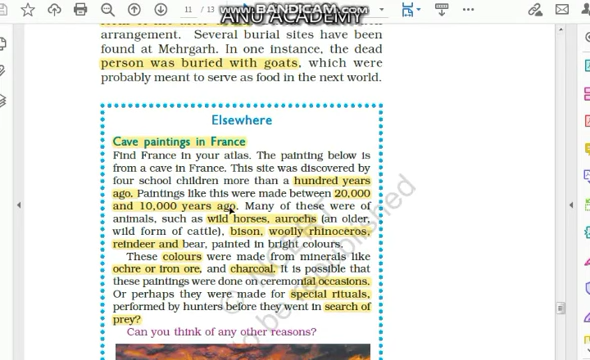 11 / 13
WWW.BANDICAM.COM
ANU ACADEMY
arrangement. Several burial sites have been
found at Mehrgarh. In one instance, the dead
person was buried with goats, which were
probably meant to serve as food in the next world.
Elsewhere
Cave paintings in France
Find France in your atlas. The painting below is
from a cave in France. This site was discovered by
four school children more than a hundred years
ago. Paintings like this were made between 20,000
and 10,000 years ago. Many of these were of
animals, such as wild horses, aurochs (an older,
wild form of cattle), bison, woolly rhinoceros,
reindeer and bear, painted in bright colours.
These colours were made from minerals like
ochre or iron ore, and charcoal. It is possible that
these paintings were done on ceremonial occasions.
Or perhaps they were made for special rituals,
performed by hunters before they went in search of
prey?
Can you think of any other reasons?